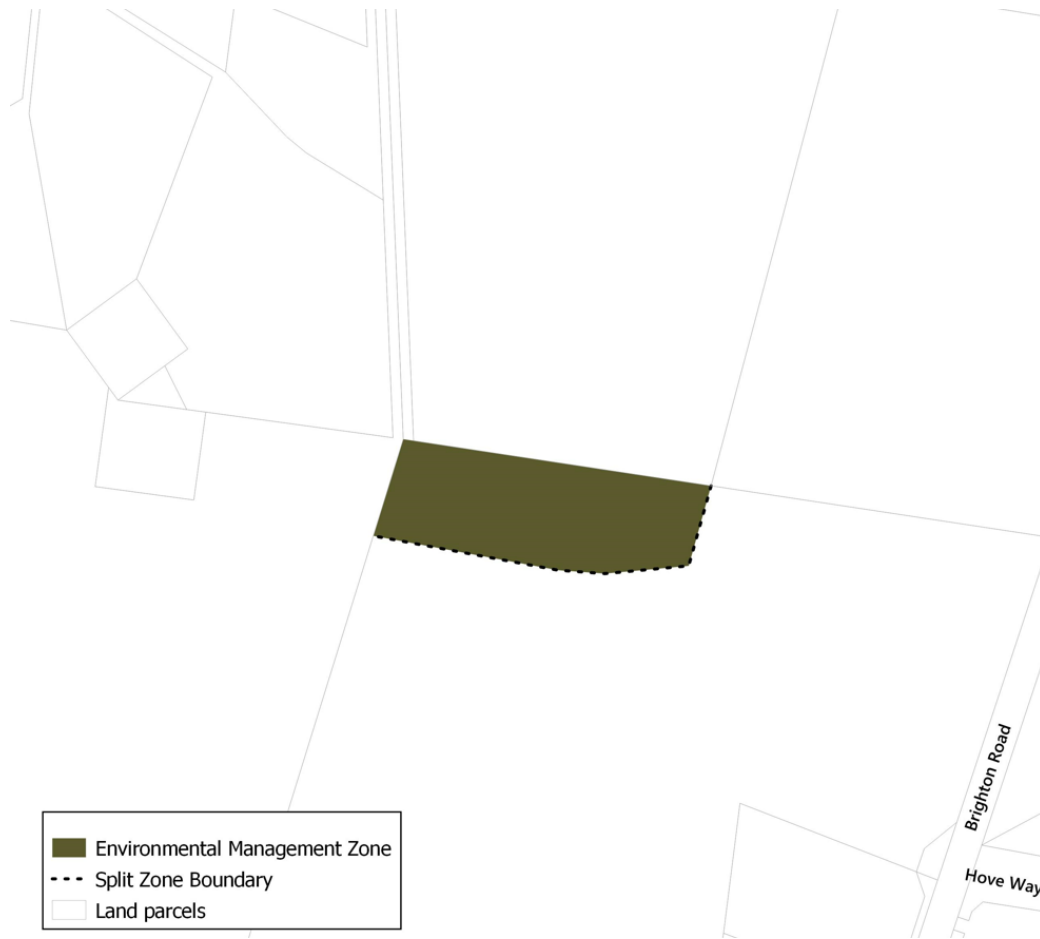 Brighton Road
Hove Way
Environmental Management Zone
Split Zone Boundary
Land parcels